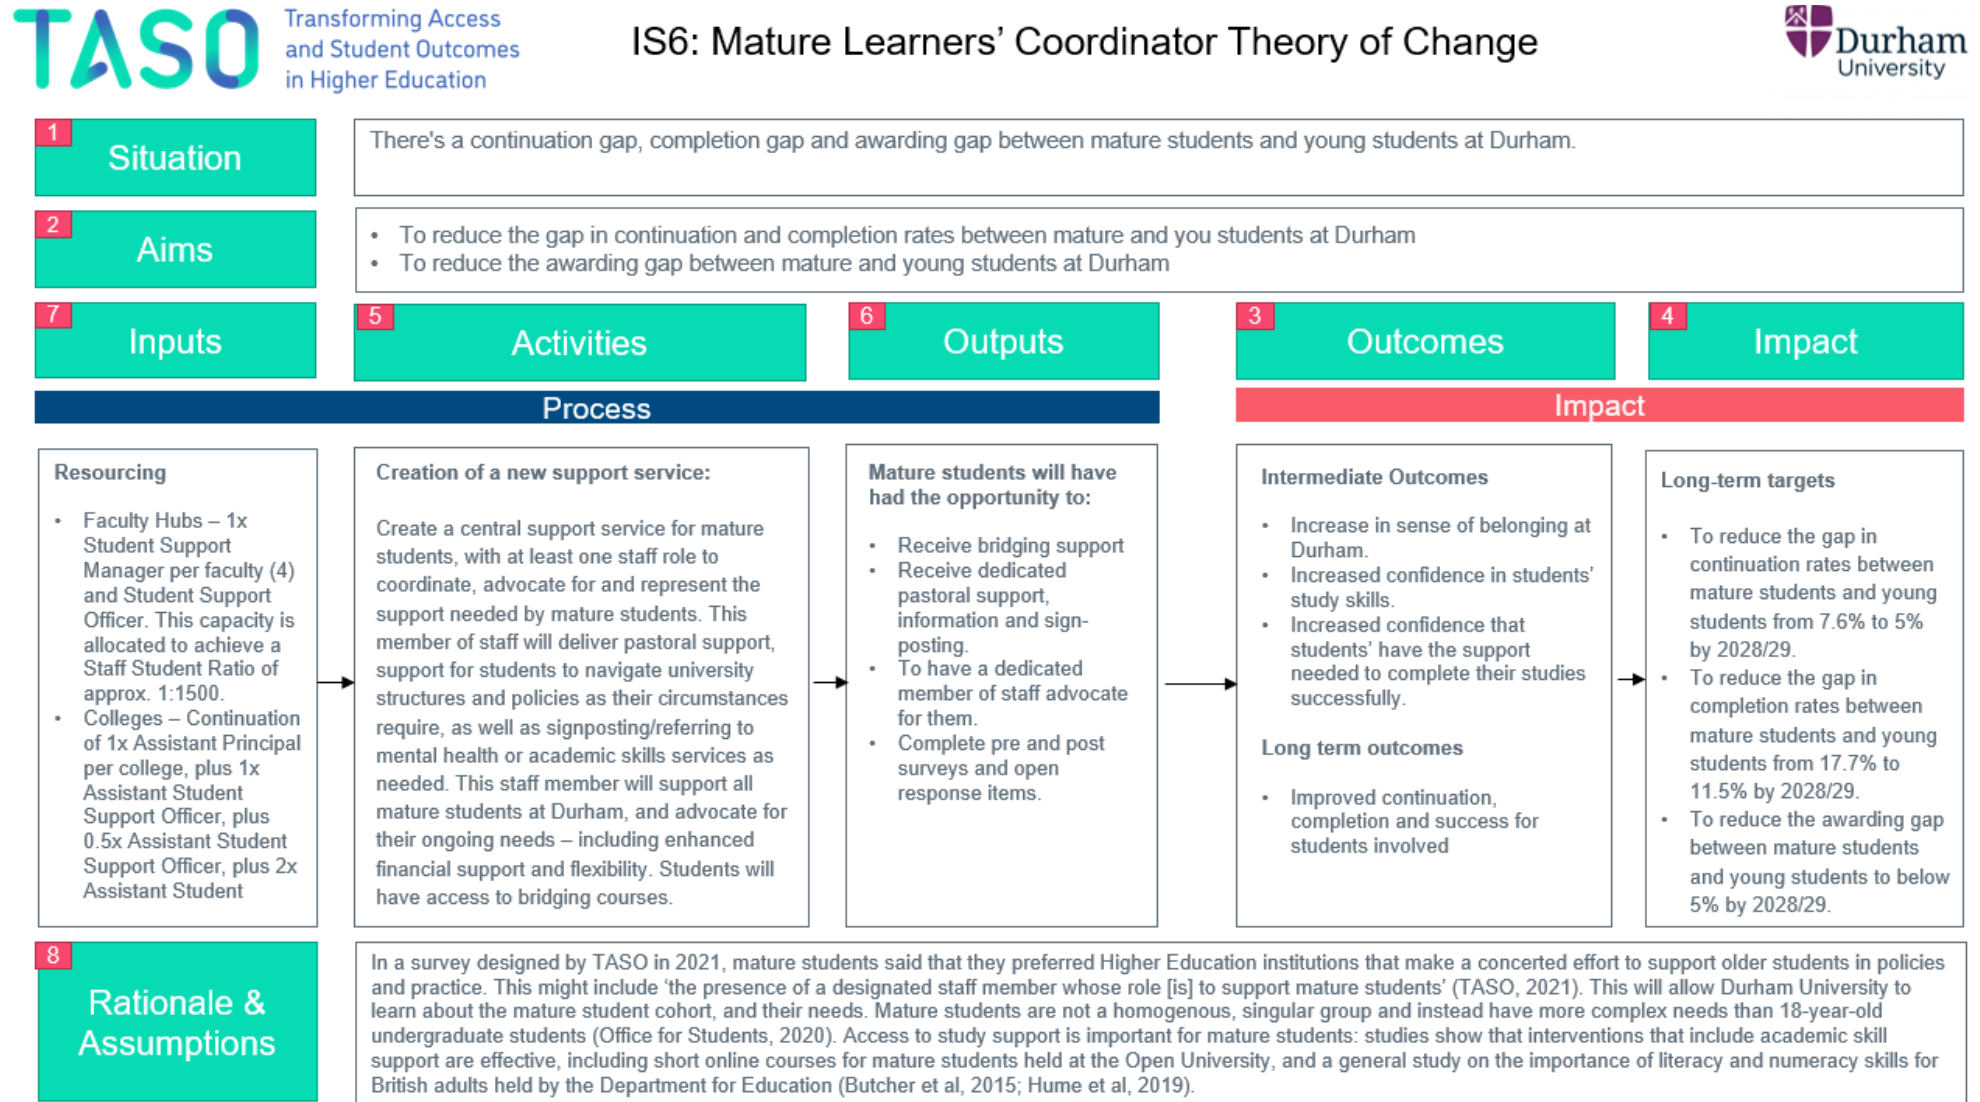 TASO
Transforming Access
and Student Outcomes
in Higher Education
IS6: Mature Learners’ Coordinator Theory of Change
Durham
University
1
Situation
There's a continuation gap, completion gap and awarding gap between mature students and young students at Durham.
2
Aims
• To reduce the gap in continuation and completion rates between mature and you students at Durham
• To reduce the awarding gap between mature and young students at Durham
7
Inputs
5
Activities
6
Outputs
3
Outcomes
4
Impact
Process
Impact
Resourcing
• Faculty Hubs – 1x
Student Support
Manager per faculty (4)
and Student Support
Officer. This capacity is
allocated to achieve a
Staff Student Ratio of
approx. 1:1500.
• Colleges – Continuation
of 1x Assistant Principal
per college, plus 1x
Assistant Student
Support Officer, plus
0.5x Assistant Student
Support Officer, plus 2x
Assistant Student
Creation of a new support service:
Create a central support service for mature
students, with at least one staff role to
coordinate, advocate for and represent the
support needed by mature students. This
member of staff will deliver pastoral support,
support for students to navigate university
structures and policies as their circumstances
require, as well as signposting/referring to
mental health or academic skills services as
needed. This staff member will support all
mature students at Durham, and advocate for
their ongoing needs – including enhanced
financial support and flexibility. Students will
have access to bridging courses.
Mature students will have
had the opportunity to:
• Receive bridging support
• Receive dedicated
pastoral support,
information and sign-
posting.
• To have a dedicated
member of staff advocate
for them.
• Complete pre and post
surveys and open
response items.
Intermediate Outcomes
• Increase in sense of belonging at
Durham.
• Increased confidence in students’
study skills.
• Increased confidence that
students’ have the support
needed to complete their studies
successfully.
Long term outcomes
• Improved continuation,
completion and success for
students involved
Long-term targets
• To reduce the gap in
continuation rates between
mature students and young
students from 7.6% to 5%
by 2028/29.
• To reduce the gap in
completion rates between
mature students and young
students from 17.7% to
11.5% by 2028/29.
• To reduce the awarding gap
between mature students
and young students to below
5% by 2028/29.
8
Rationale &
Assumptions
In a survey designed by TASO in 2021, mature students said that they preferred Higher Education institutions that make a concerted effort to support older students in policies
and practice. This might include ‘the presence of a designated staff member whose role [is] to support mature students’ (TASO, 2021). This will allow Durham University to
learn about the mature student cohort, and their needs. Mature students are not a homogenous, singular group and instead have more complex needs than 18-year-old
undergraduate students (Office for Students, 2020). Access to study support is important for mature students: studies show that interventions that include academic skill
support are effective, including short online courses for mature students held at the Open University, and a general study on the importance of literacy and numeracy skills for
British adults held by the Department for Education (Butcher et al, 2015; Hume et al, 2019).